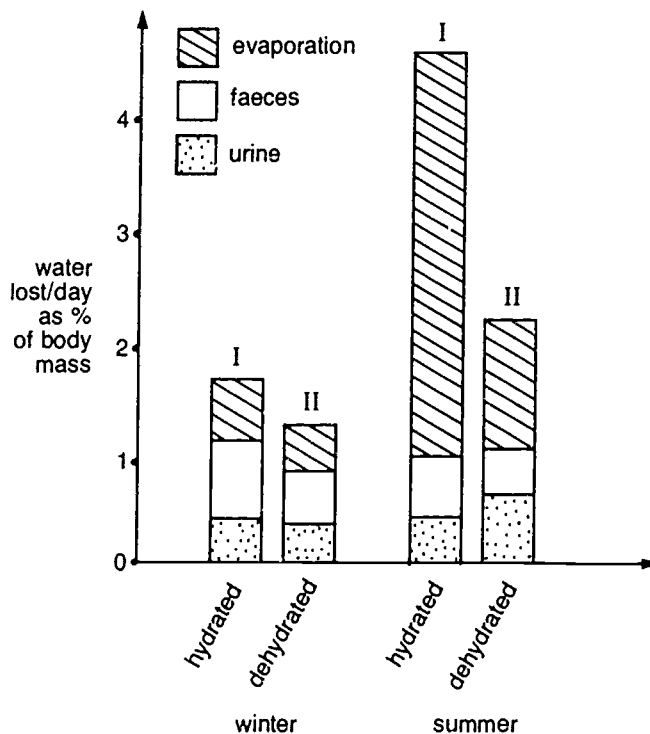 evaporation
faeces
urine
4
3
2
1
0
water
lost/day
as %
of body
mass
I
II
I
II
hydrated
dehydrated
hydrated
dehydrated
winter
summer